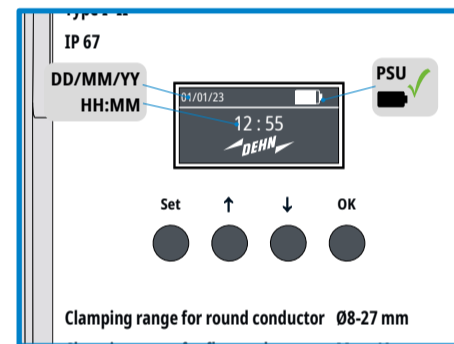 IP 67
DD/MM/YY
HH:MM
PSU
01/01/23
12 : 55
DEHN
Set ↑ ↓ OK
Clamping range for round conductor Ø8-27 mm